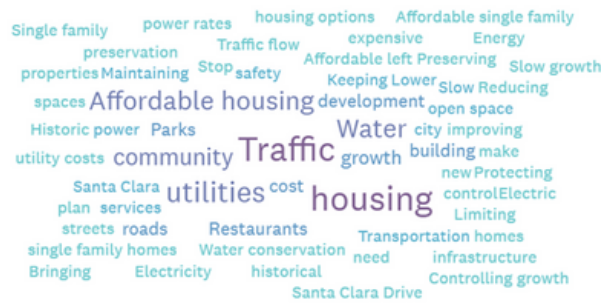 Single family power rates housing options Affordable single family
preservation Traffic flow expensive Energy
properties Maintaining Stop safety Affordable left Preserving Slow growth
Keeping Lower Slow Reducing
spaces Affordable housing development open space
Historic power Parks Water city improving
utility costs community Traffic growth building make
new Protecting
Santa Clara utilities cost housing controlElectric
plan services Limiting
streets roads Restaurants Transportation homes
single family homes Water conservation need infrastructure
Bringing Electricity historical Controlling growth
Santa Clara Drive